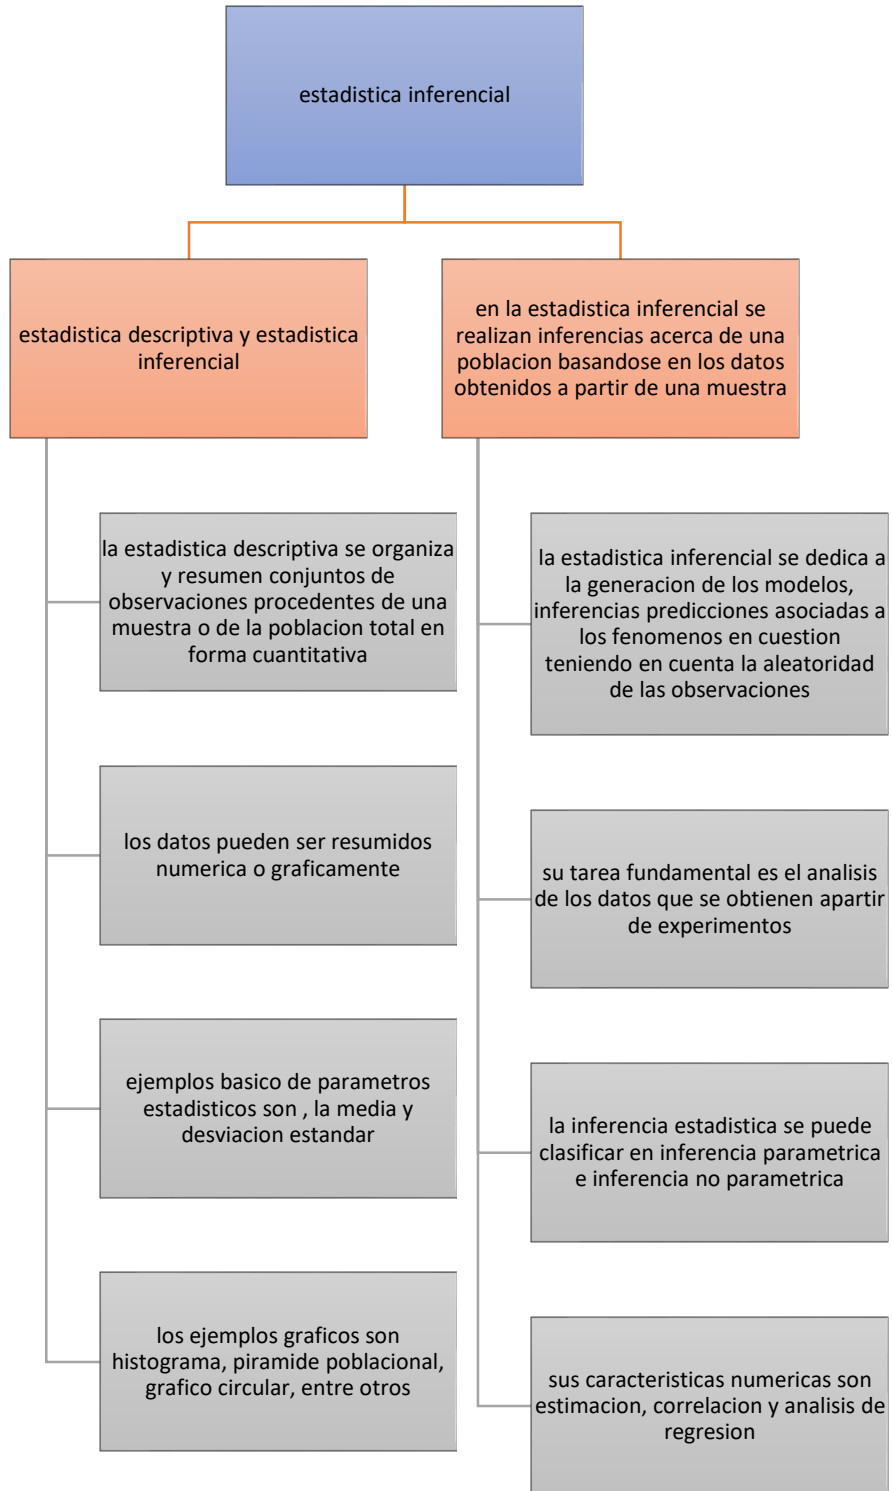 estadistica inferencial
estadistica descriptiva y estadistica
inferencial
la estadistica descriptiva se organiza
y resumen conjuntos de
observaciones procedentes de una
muestra o de la poblacion total en
forma cuantitativa
los datos pueden ser resumidos
numerica o graficamente
ejemplos basico de parametros
estadisticos son , la media y
desviacion estandar
los ejemplos graficos son
histograma, piramide poblacional,
grafico circular, entre otros
en la estadistica inferencial se
realizan inferencias acerca de una
poblacion basandose en los datos
obtenidos a partir de una muestra
la estadistica inferencial se dedica a
la generacion de los modelos,
inferencias predicciones asociadas a
los fenomenos en cuestion
teniendo en cuenta la aleatoridad
de las observaciones
su tarea fundamental es el analisis
de los datos que se obtienen apartir
de experimentos
la inferencia estadistica se puede
clasificar en inferencia parametrica
e inferencia no parametrica
sus caracteristicas numericas son
estimacion, correlacion y analisis de
regresion